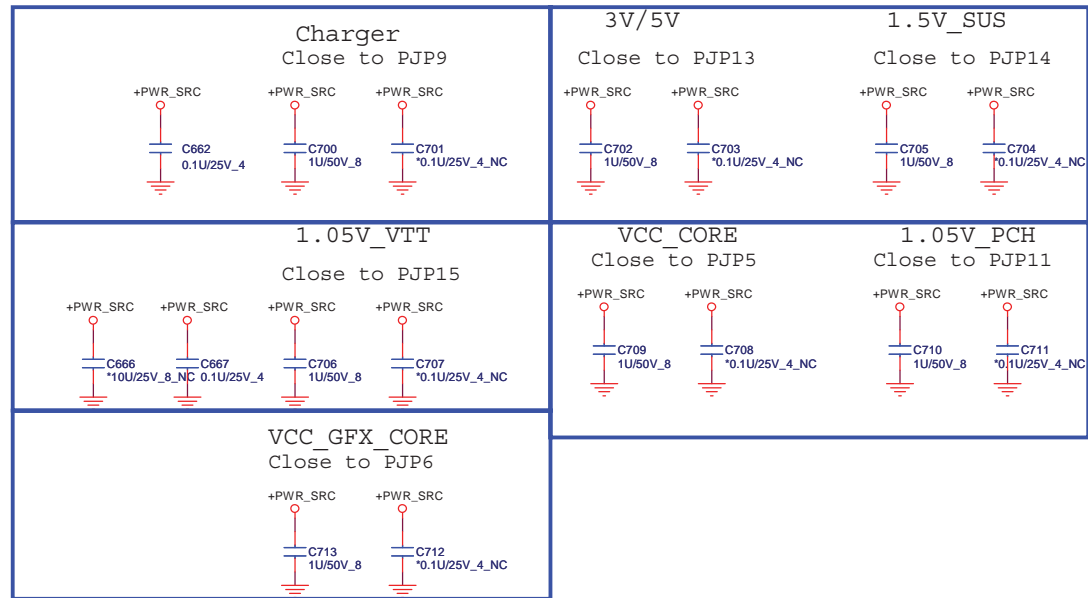 Charger
Close to PJP9
+PWR_SRC
+PWR_SRC
+PWR_SRC
C662
0.1U/25V_4
C700
1U/50V_8
C701
*0.1U/25V_4_NC
3V/5V
Close to PJP13
+PWR_SRC
+PWR_SRC
C702
1U/50V_8
C703
*0.1U/25V_4_NC
1.5V_SUS
Close to PJP14
+PWR_SRC
+PWR_SRC
C705
1U/50V_8
C704
*0.1U/25V_4_NC
1.05V_VTT
Close to PJP15
+PWR_SRC
+PWR_SRC
+PWR_SRC
+PWR_SRC
C666
*10U/25V_8_NC
C667
0.1U/25V_4
C706
1U/50V_8
C707
*0.1U/25V_4_NC
VCC_CORE
Close to PJP5
+PWR_SRC
+PWR_SRC
C709
1U/50V_8
C708
*0.1U/25V_4_NC
1.05V_PCH
Close to PJP11
+PWR_SRC
+PWR_SRC
C710
1U/50V_8
C711
*0.1U/25V_4_NC
VCC_GFX_CORE
Close to PJP6
+PWR_SRC
+PWR_SRC
C713
1U/50V_8
C712
*0.1U/25V_4_NC